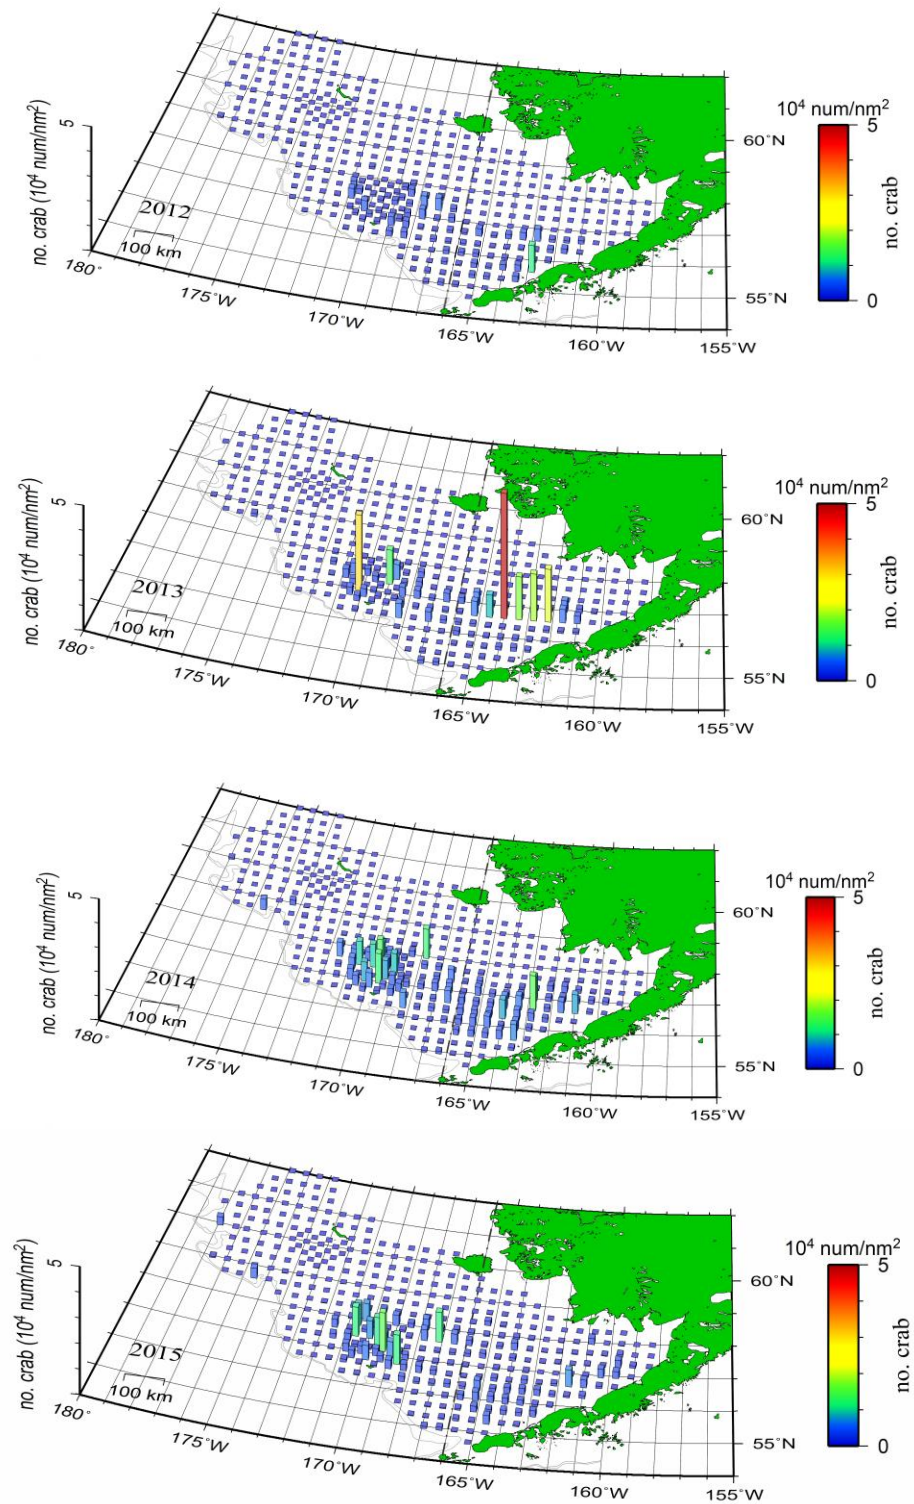 10⁴ num/nm²
5
no. crab
0
no. crab (10⁴ num/nm²)
5
60˚N
2012
100 km
55˚N
180˚
175˚W
170˚W
165˚W
160˚W
155˚W
10⁴ num/nm²
5
no. crab
0
no. crab (10⁴ num/nm²)
5
60˚N
2013
100 km
55˚N
180˚
175˚W
170˚W
165˚W
160˚W
155˚W
10⁴ num/nm²
5
no. crab
0
no. crab (10⁴ num/nm²)
5
60˚N
2014
100 km
55˚N
180˚
175˚W
170˚W
165˚W
160˚W
155˚W
10⁴ num/nm²
5
no. crab
0
no. crab (10⁴ num/nm²)
5
60˚N
2015
100 km
55˚N
180˚
175˚W
170˚W
165˚W
160˚W
155˚W